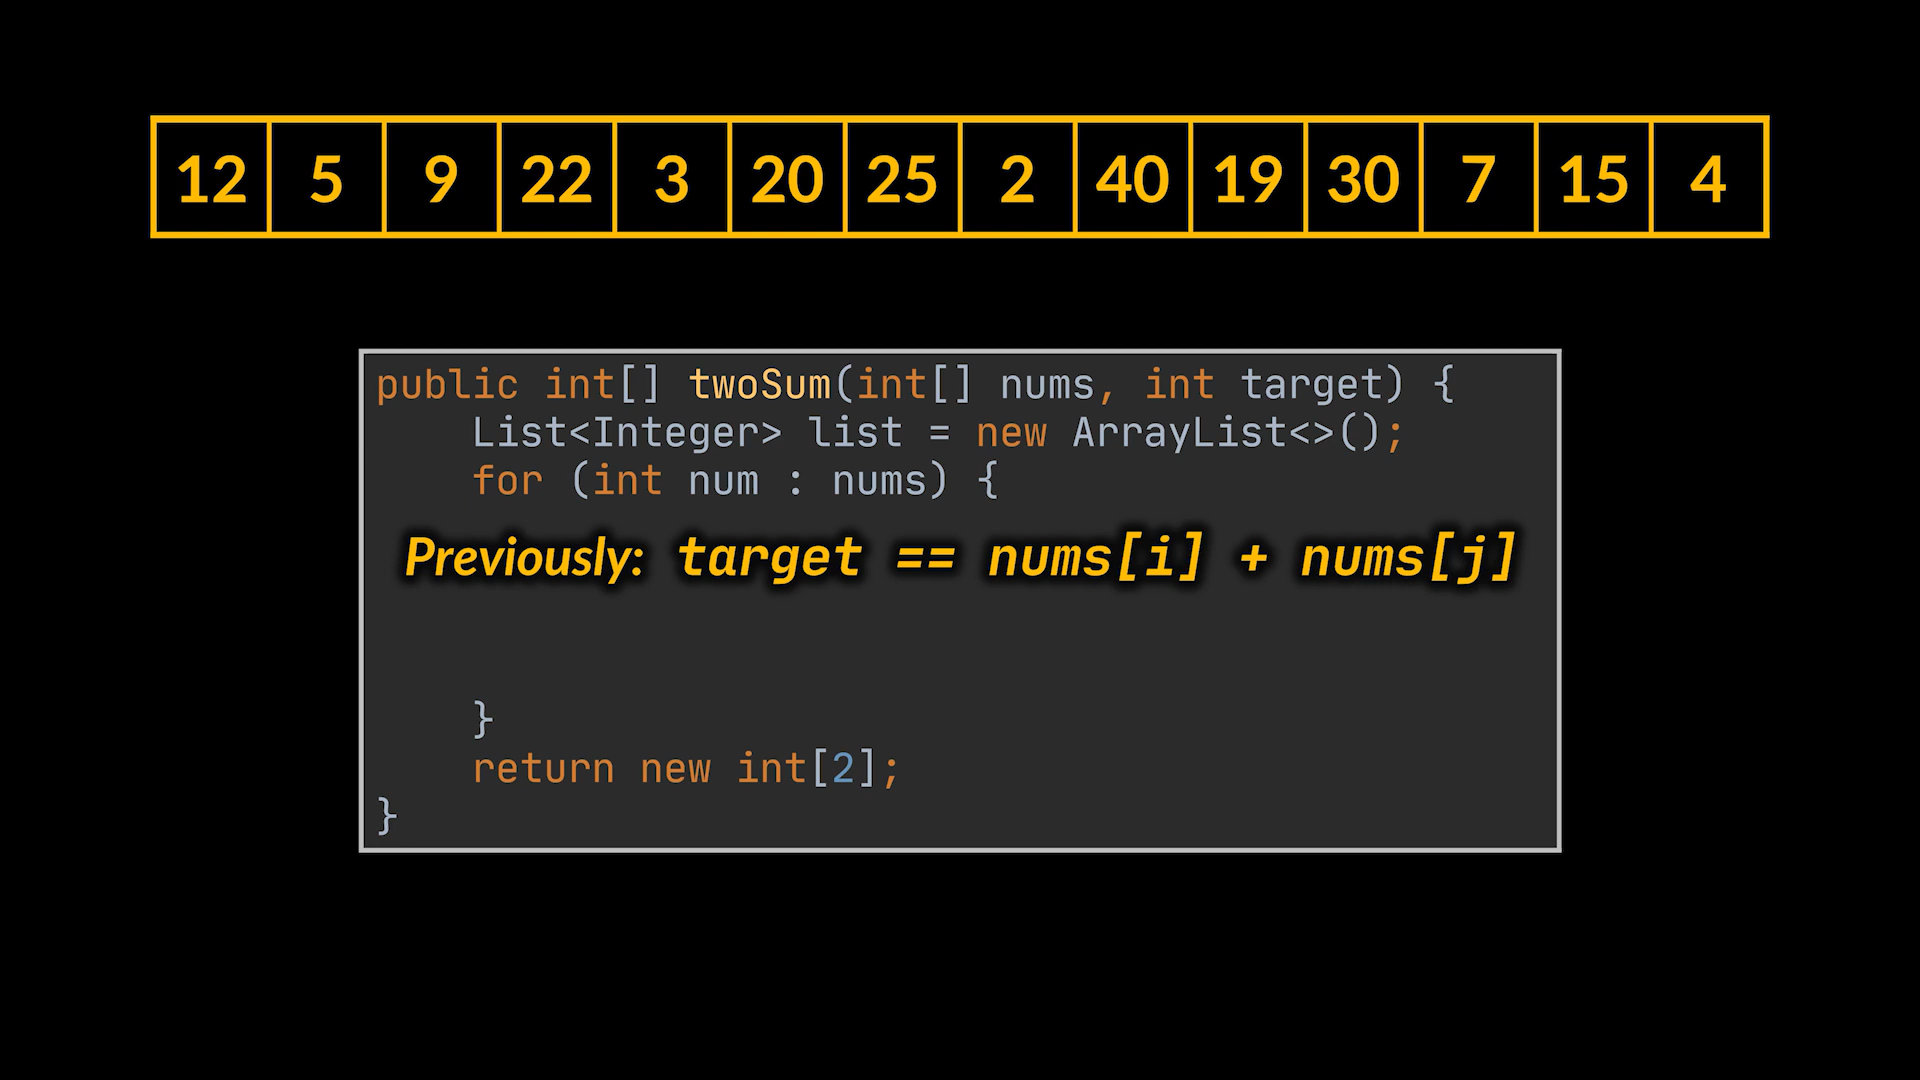 12 5 9 22 3 20 25 2 40 19 30 7 15 4
public int[] twoSum(int[] nums, int target) {
    List<Integer> list = new ArrayList<>();
    for (int num : nums) {
Previously: target == nums[i] + nums[j]
    }
    return new int[2];
}